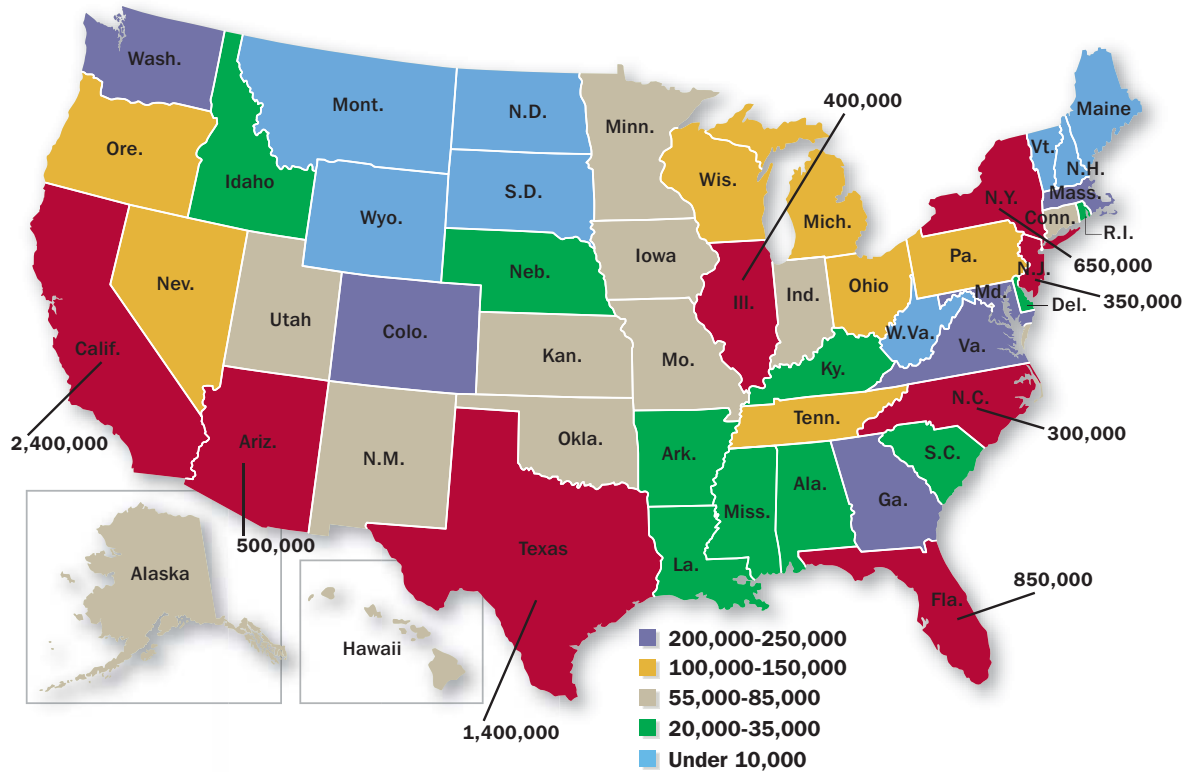 Wash.
Mont.
N.D.
Minn.
400,000
Maine
Ore.
Idaho
Wyo.
S.D.
Wis.
Mich.
Vt.
N.H.
N.Y.
Mass.
Conn.
R.I.
650,000
Nev.
Utah
Colo.
Neb.
Iowa
Ill.
Ind.
Ohio
Pa.
N.J.
350,000
Md.
Del.
W.Va.
Va.
Calif.
2,400,000
Kan.
Mo.
Ky.
Tenn.
N.C.
300,000
Ariz.
500,000
N.M.
Okla.
Ark.
Miss.
Ala.
Ga.
S.C.
Texas
1,400,000
La.
Fla.
850,000
Alaska
Hawaii
200,000-250,000
100,000-150,000
55,000-85,000
20,000-35,000
Under 10,000